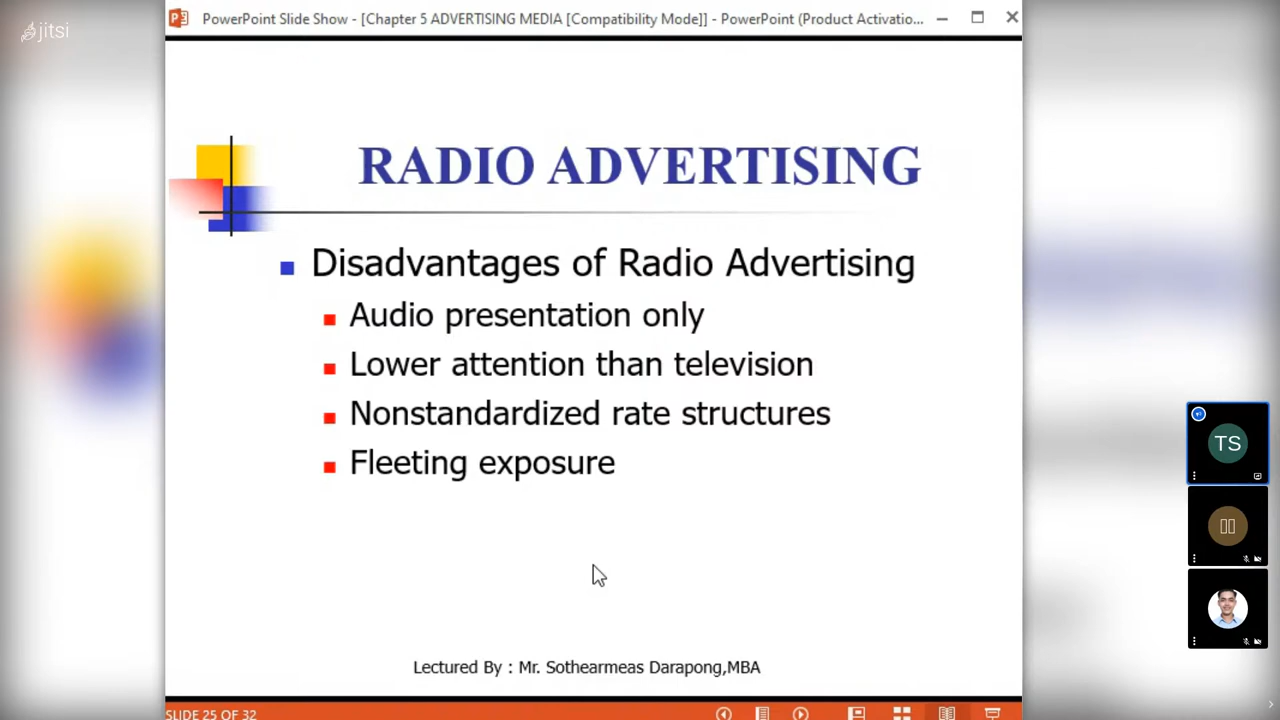 jitsi
PowerPoint Slide Show - [Chapter 5 ADVERTISING MEDIA [Compatibility Mode]] - PowerPoint (Product Activatio...
RADIO ADVERTISING
Disadvantages of Radio Advertising
Audio presentation only
Lower attention than television
Nonstandardized rate structures
Fleeting exposure
Lectured By : Mr. Sothearmeas Darapong,MBA
SLIDE 25 OF 32
TS